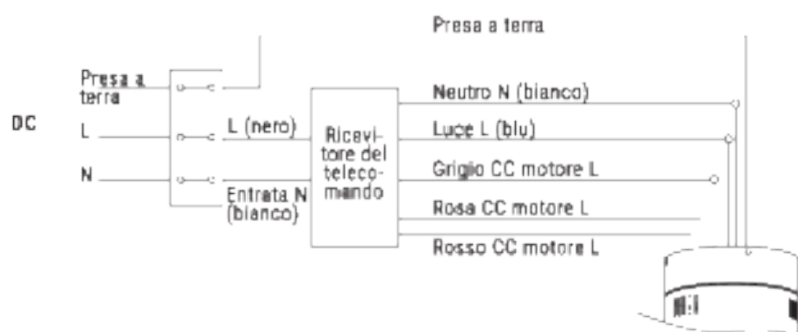 Presa a terra
Presa a
terra
DC
L
N
L (nero)
Entrata N
(bianco)
Ricevi-
tore del
teleco-
mando
Neutro N (bianco)
Luce L (blu)
Grigio CC motore L
Rosa CC motore L
Rosso CC motore L